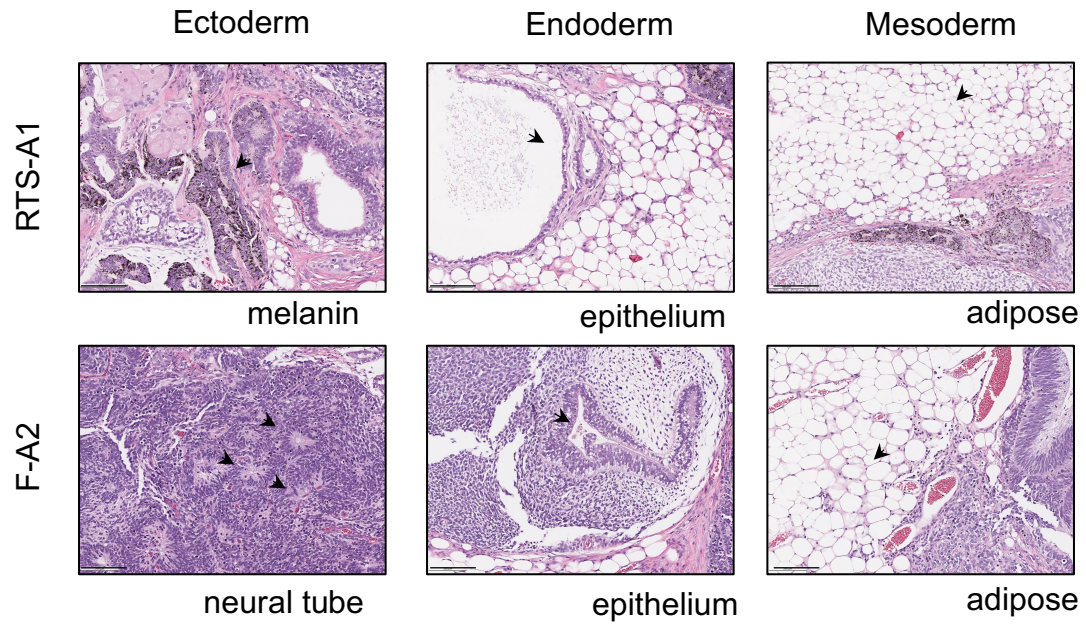 Ectoderm Endoderm Mesoderm
RTS-A1
melanin epithelium adipose
F-A2
neural tube epithelium adipose